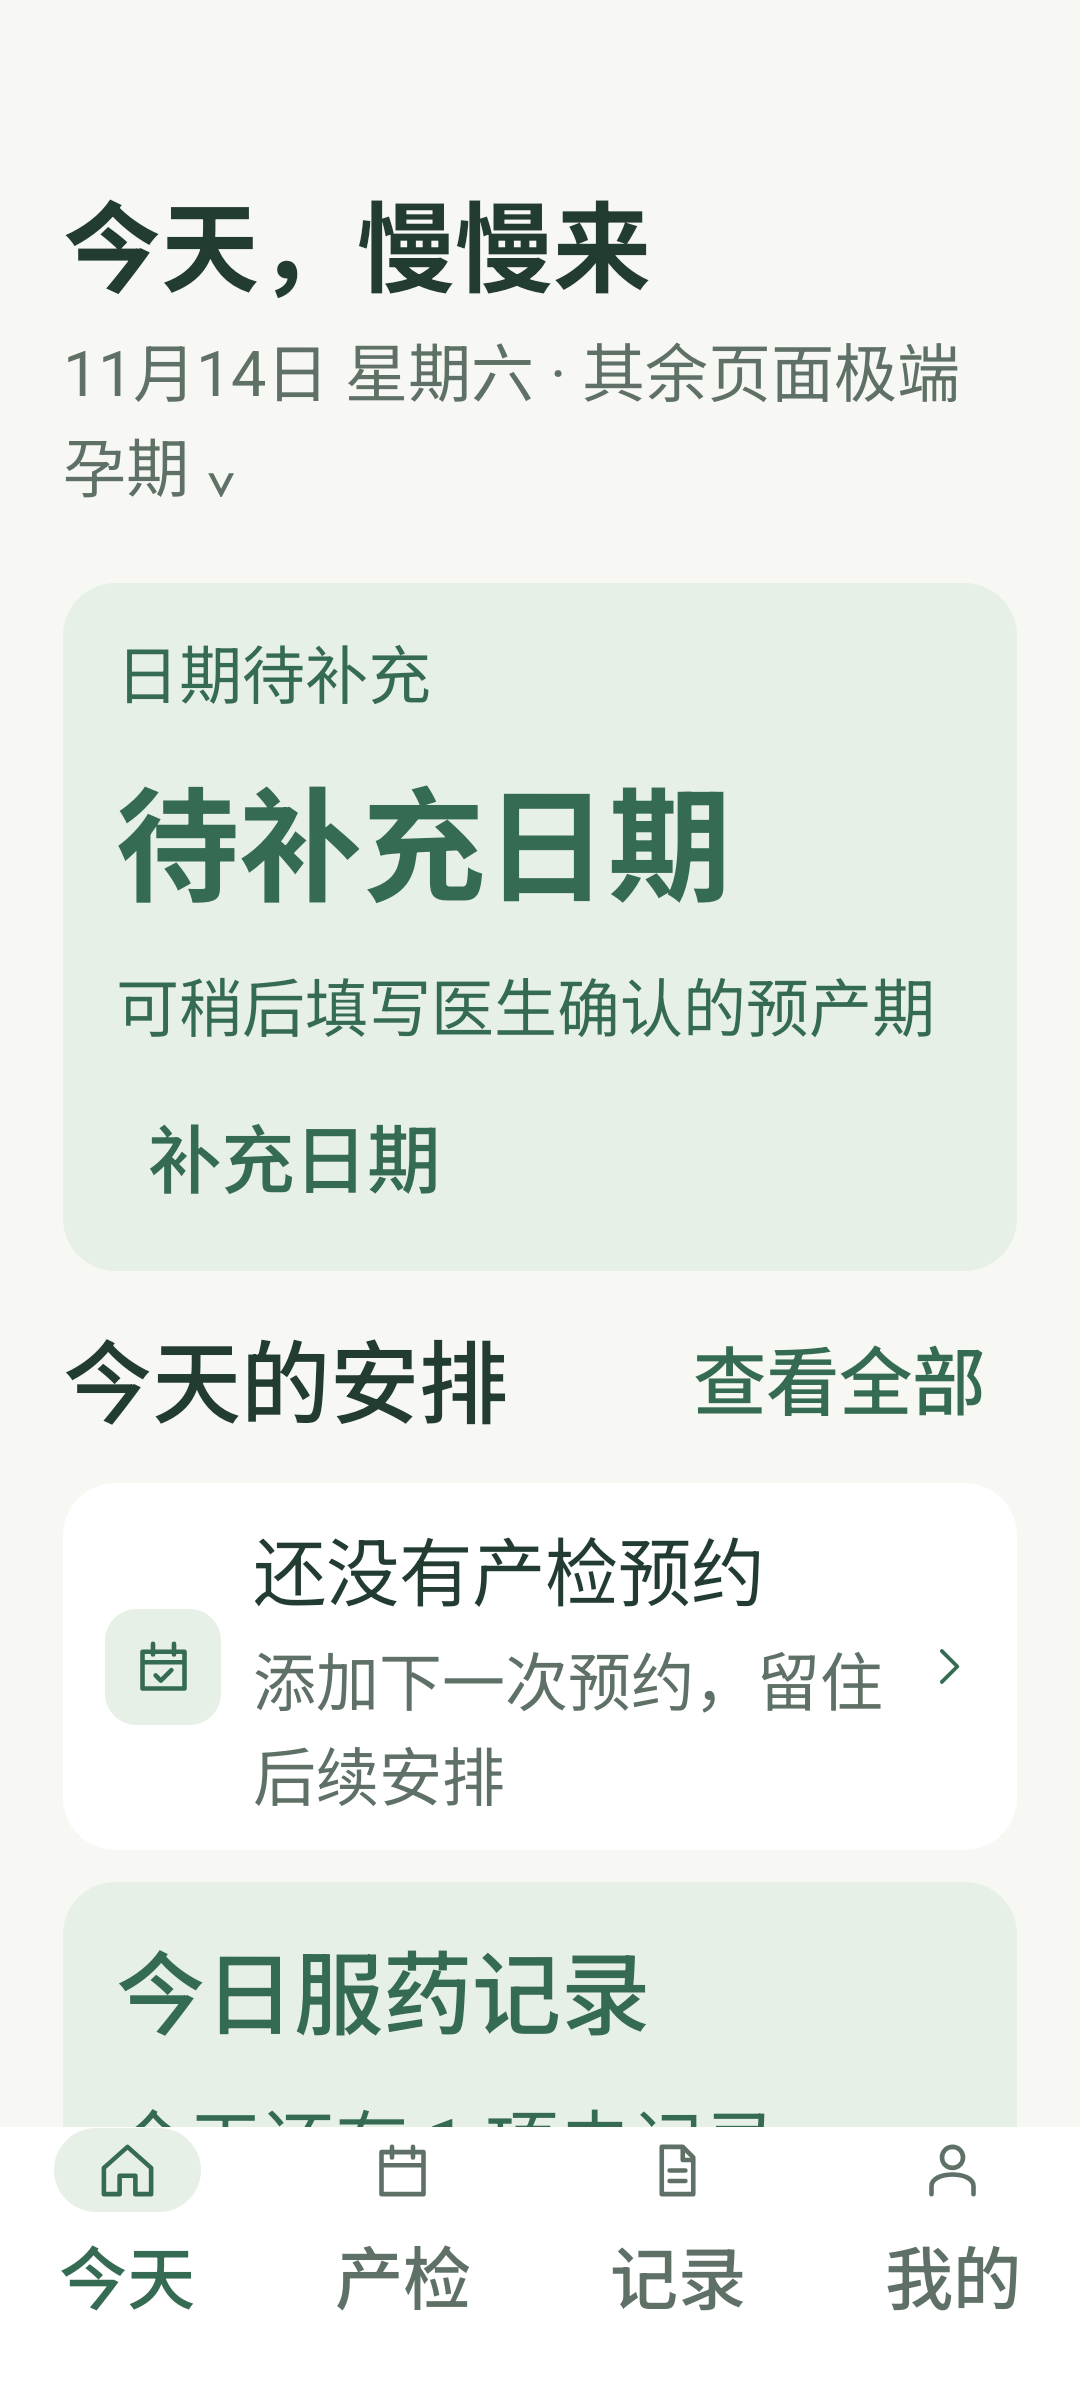 今天，慢慢来
11月14日 星期六 · 其余页面极端
孕期
日期待补充
待补充日期
可稍后填写医生确认的预产期
补充日期
今天的安排
查看全部
还没有产检预约
添加下一次预约，留住
后续安排
今日服药记录
今天
产检
记录
我的